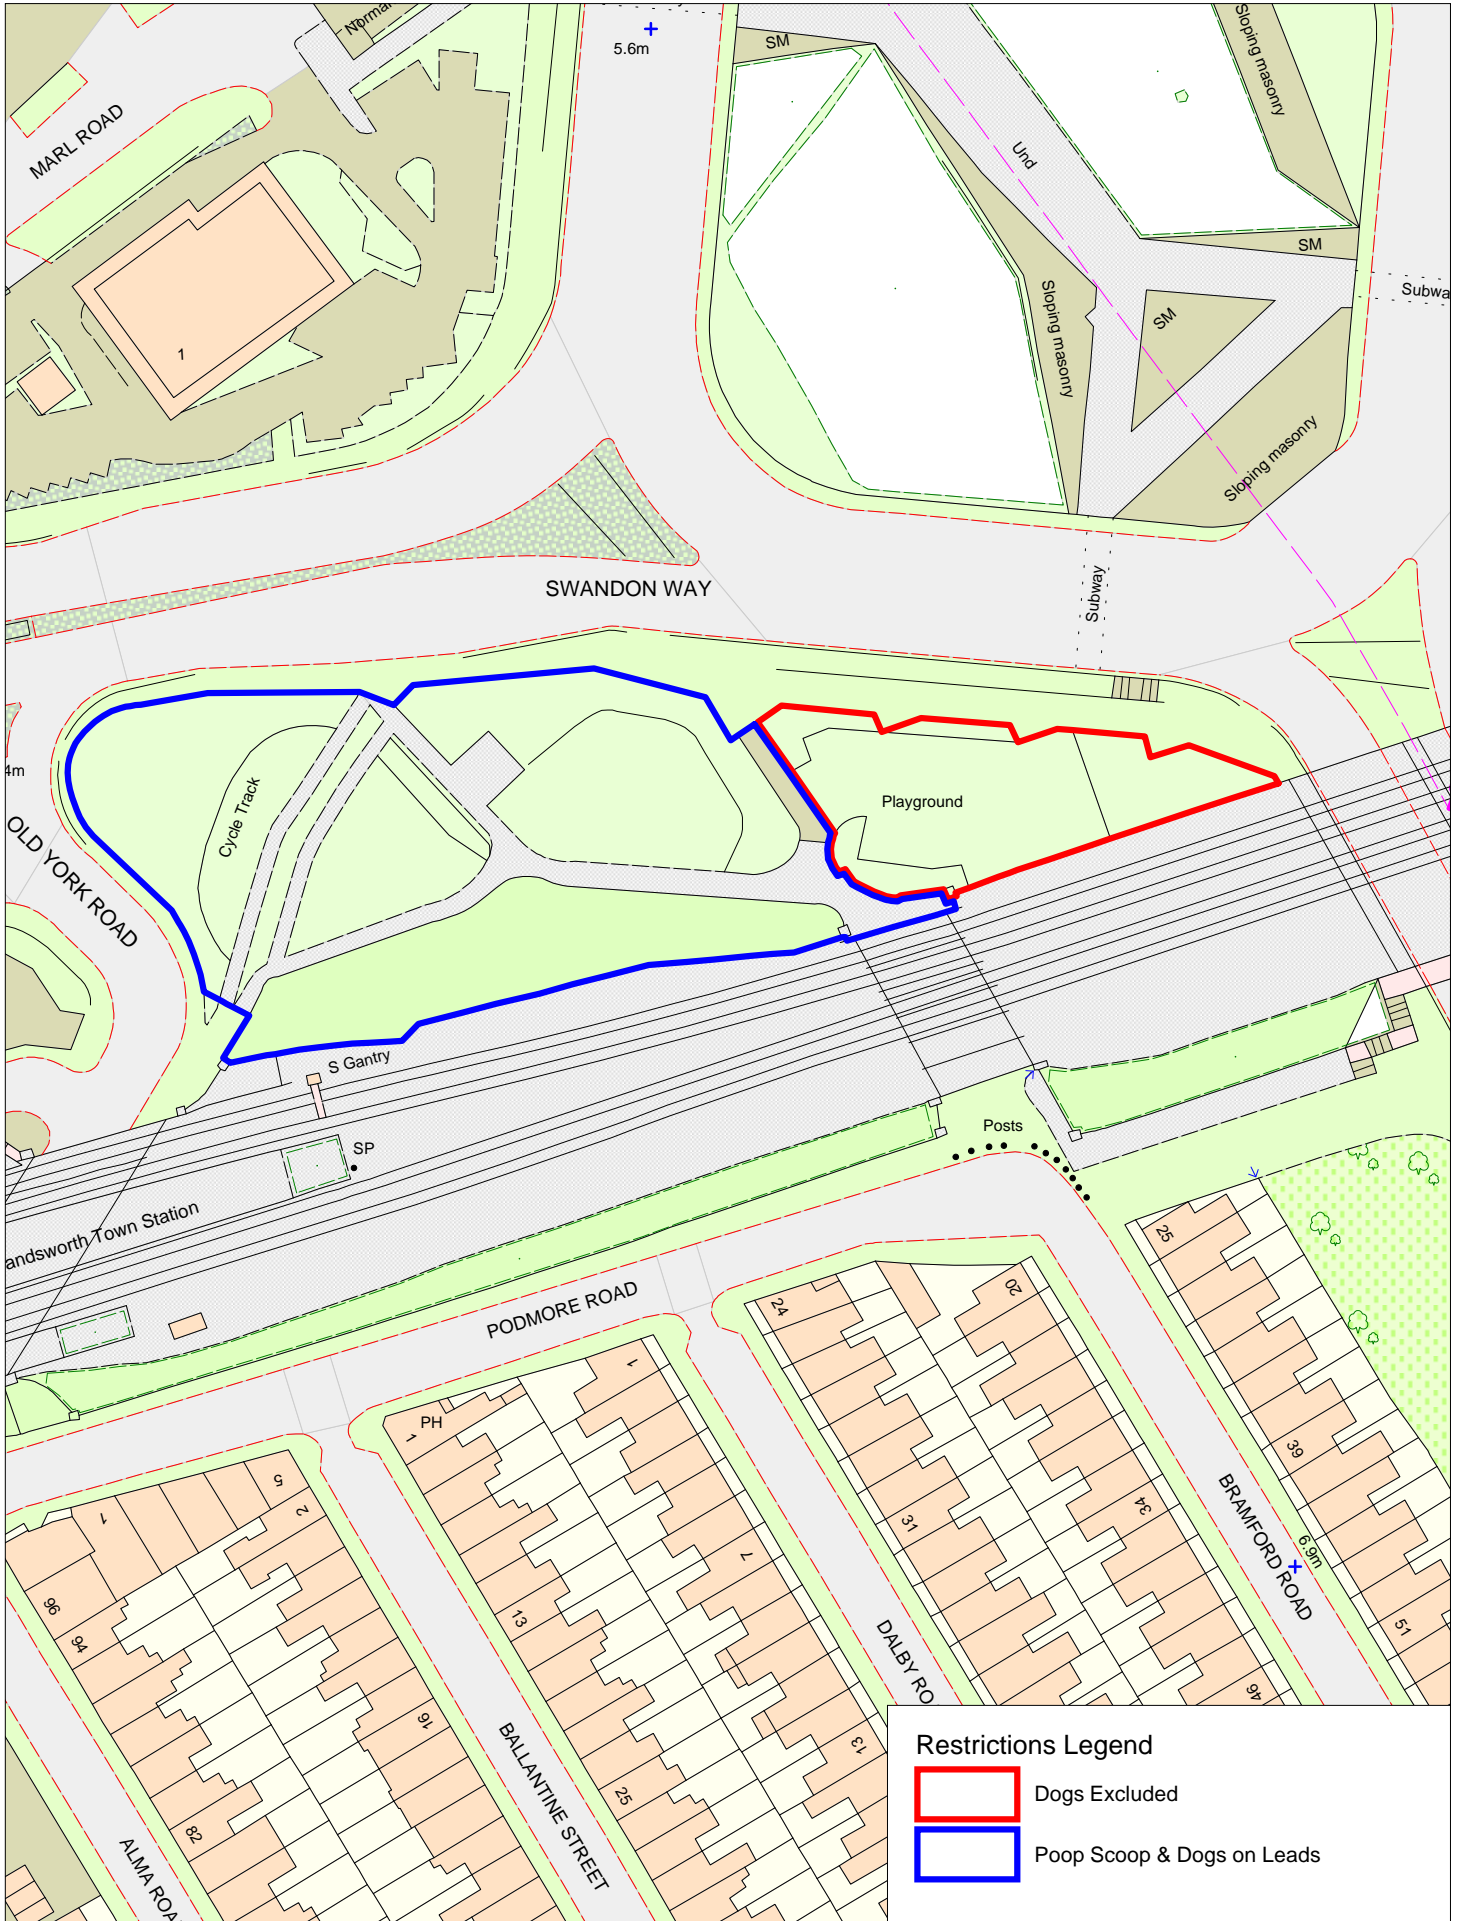 Sloping masonry
5.6m
SM
MARL ROAD
Und
SM
Sloping masonry
SM
1
Sloping masonry
SWANDON WAY
Subway
4m
Cycle Track
Playground
OLD YORK ROAD
S Gantry
SP
Posts
andsworth Town Station
25
PODMORE ROAD
24
20
1
PH
1
39
5
2
1
34
31
BRAMFORD ROAD
6.9m
7
96
13
94
51
DALBY RO
46
16
13
BALLANTINE STREET
25
82
ALMA ROA
Restrictions Legend
Dogs Excluded
Poop Scoop & Dogs on Leads